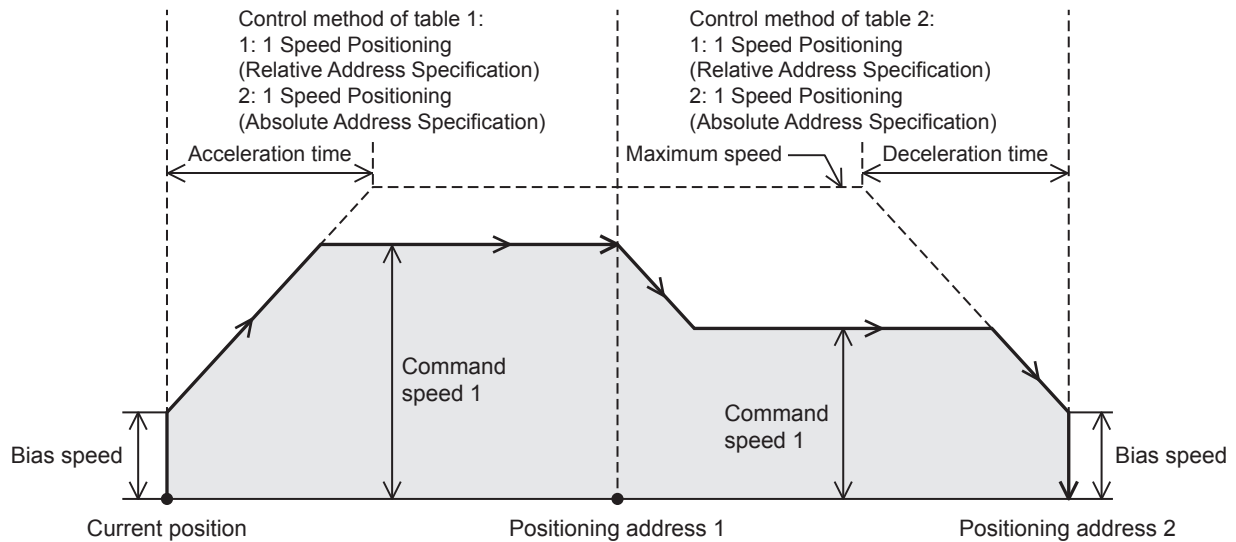 Control method of table 1:
1: 1 Speed Positioning
(Relative Address Specification)
2: 1 Speed Positioning
(Absolute Address Specification)
Control method of table 2:
1: 1 Speed Positioning
(Relative Address Specification)
2: 1 Speed Positioning
(Absolute Address Specification)
Acceleration time
Maximum speed
Deceleration time
Command
speed 1
Command
speed 1
Bias speed
Bias speed
Current position
Positioning address 1
Positioning address 2